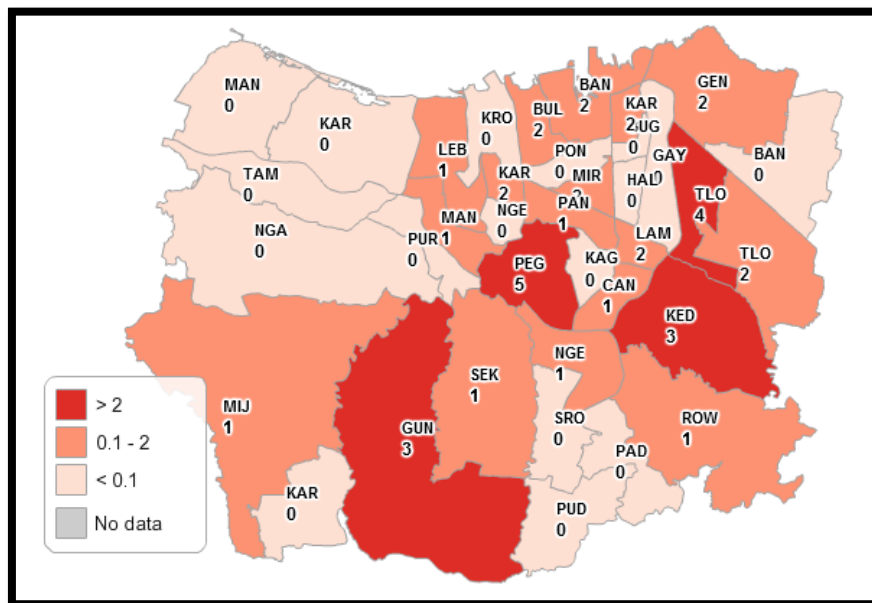 MAN
0
KAR
0
TAM
0
NGA
0
PUR
0
LEB
1
KRO
0
BUL
2
BAN
2
KAR
2
UG
0
GEN
2
BAN
0
PON
0
KAR
2
MIR
GAY
HAL
0
TLO
4
MAN
1
NGE
0
PAN
1
LAM
2
TLO
2
PEG
5
KAG
0
CAN
1
KED
3
NGE
1
SEK
1
MIJ
1
GUN
3
SRO
0
ROW
1
PAD
0
KAR
0
PUD
0
> 2
0.1 - 2
< 0.1
No data